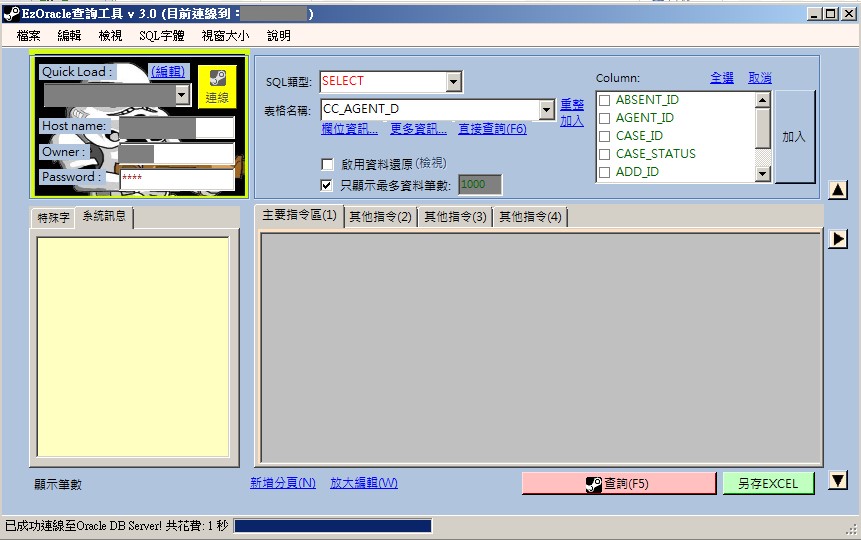 EzOracle查詢工具 v 3.0 (目前連線到： )
檔案 編輯 檢視 SQL字體 視窗大小 說明
Quick Load : (編輯)
連線
Host name:
Owner :
Password : ****
SQL類型: SELECT
表格名稱: CC_AGENT_D 重整
加入
欄位資訊... 更多資訊... 直接查詢(F6)
啟用資料還原(檢視)
只顯示最多資料筆數: 1000
Column: 全選 取消
ABSENT_ID
AGENT_ID
CASE_ID
CASE_STATUS
ADD_ID
加入
特殊字 系統訊息
主要指令區(1) 其他指令(2) 其他指令(3) 其他指令(4)
顯示筆數
新增分頁(N) 放大編輯(W) 查詢(F5) 另存EXCEL
已成功連線至Oracle DB Server! 共花費: 1 秒